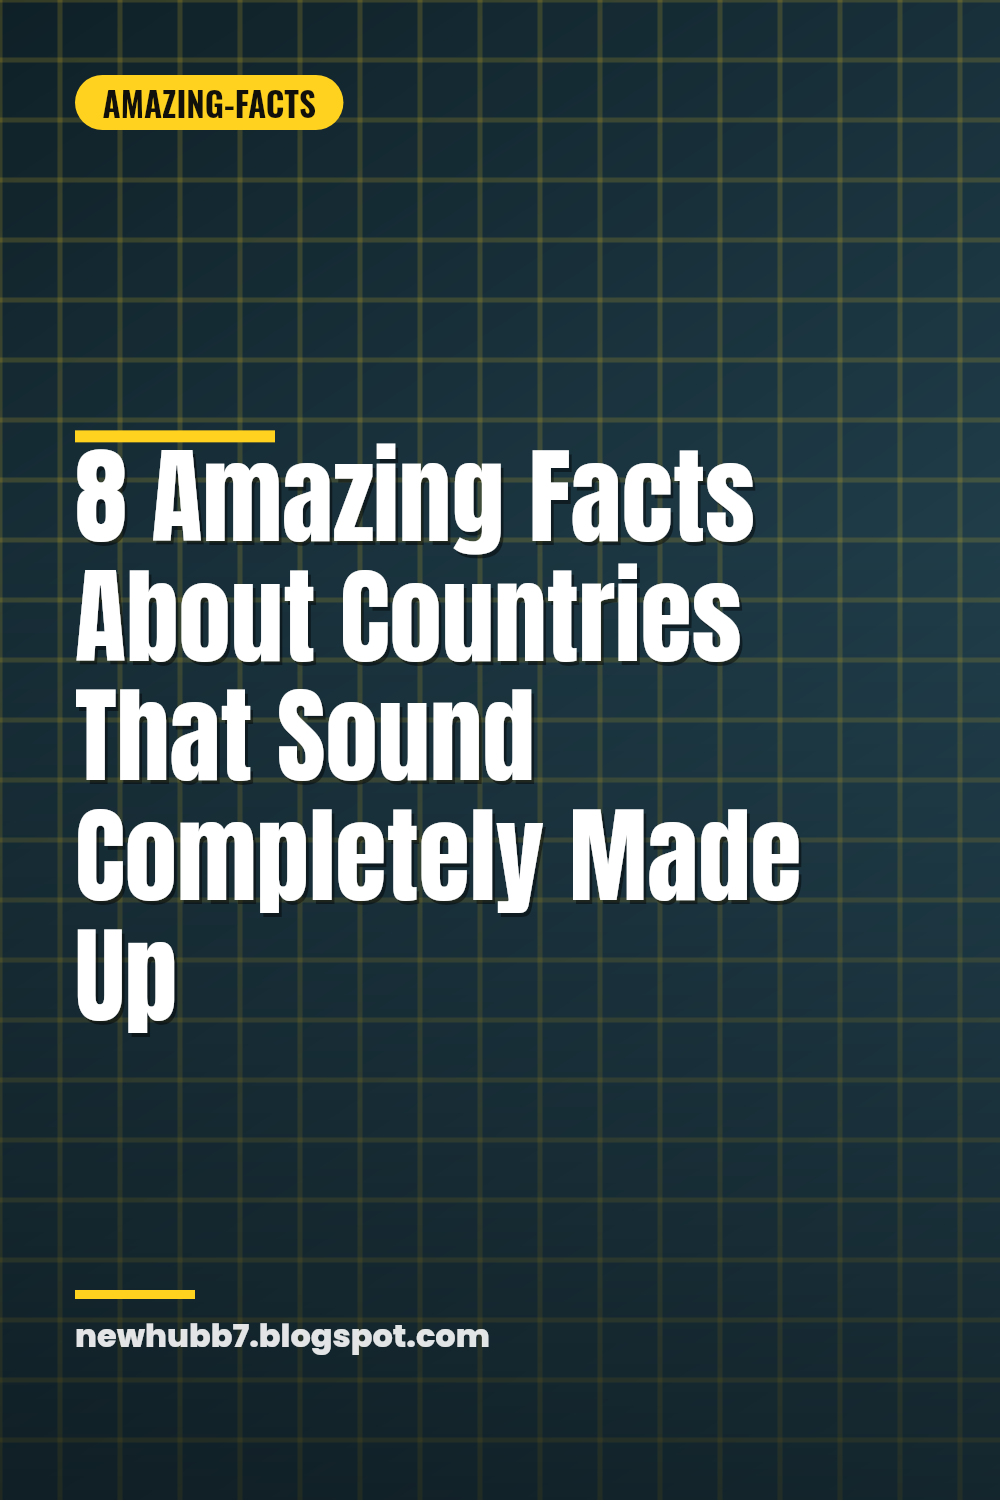 AMAZING-FACTS
8 Amazing Facts
About Countries
That Sound
Completely Made
Up
newhubb7.blogspot.com